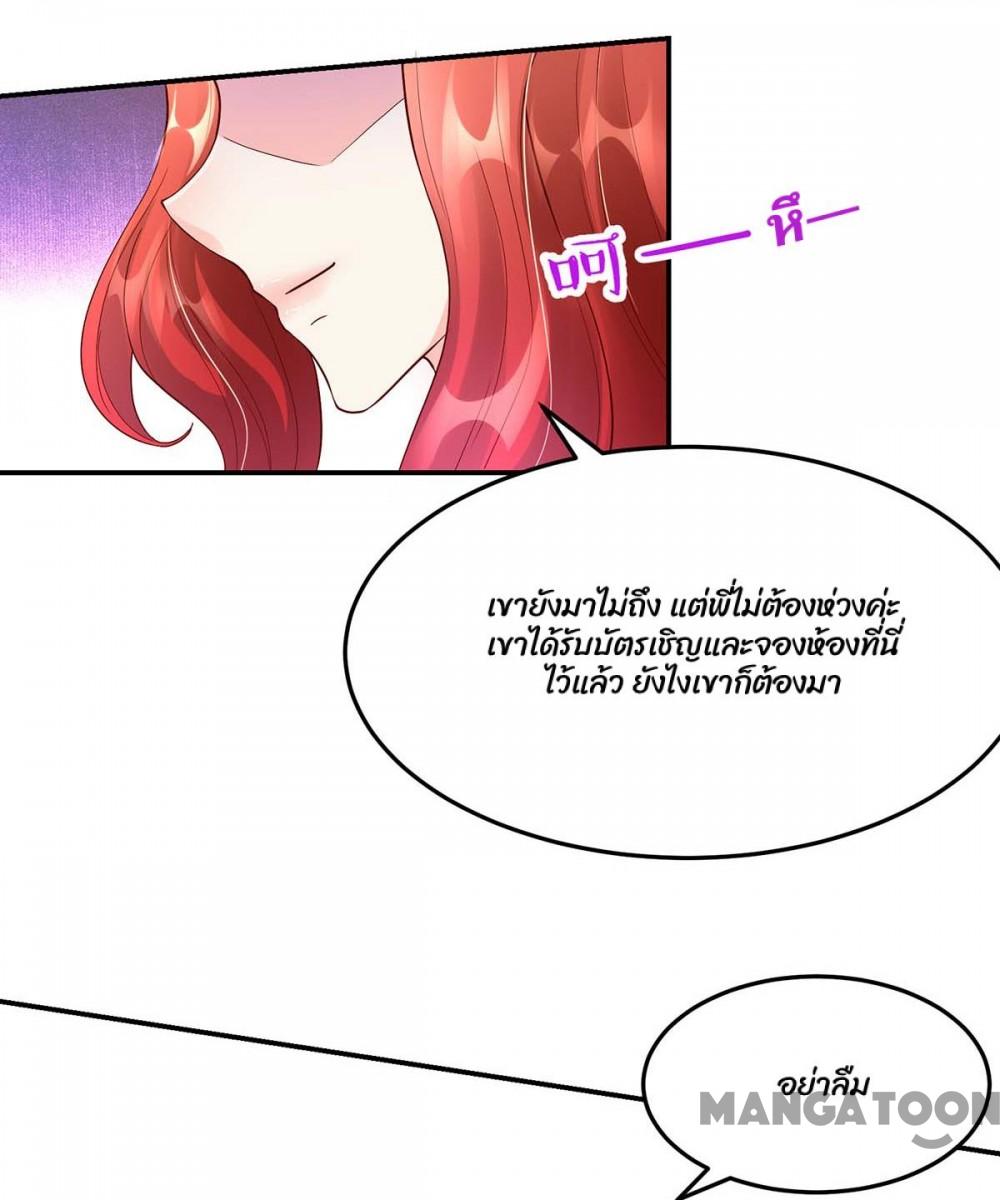 呵 หึ
เขายังมาไม่ถึง แต่พี่ไม่ต้องห่วงค่ะ
เขาได้รับบัตรเชิญและจองห้องที่นี่
ไว้แล้ว ยังไงเขาก็ต้องมา
อย่าลืม
MANGATOON